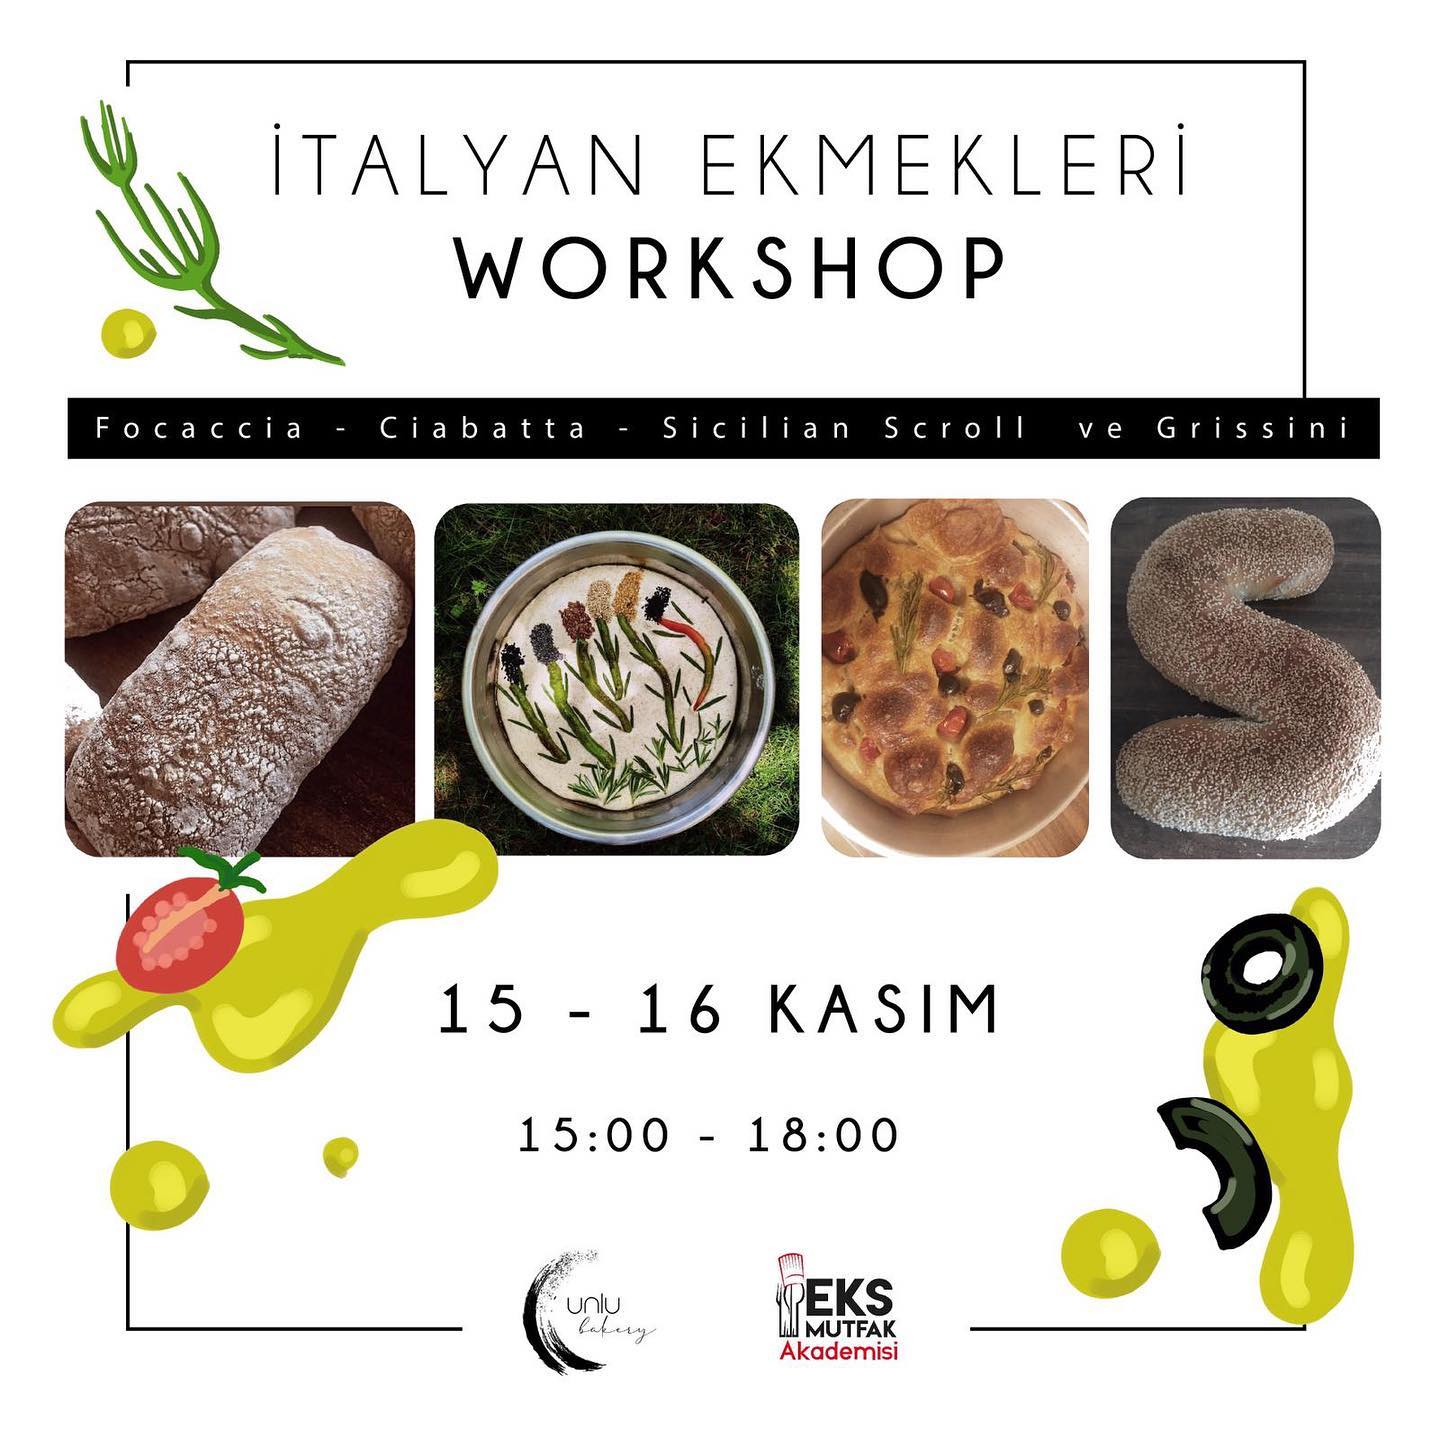 İTALYAN EKMEKLERİ
WORKSHOP
Focaccia - Ciabatta - Sicilian Scroll ve Grissini
15 - 16 KASIM
15:00 - 18:00
unlu
bakery
EKS
MUTFAK
Akademisi